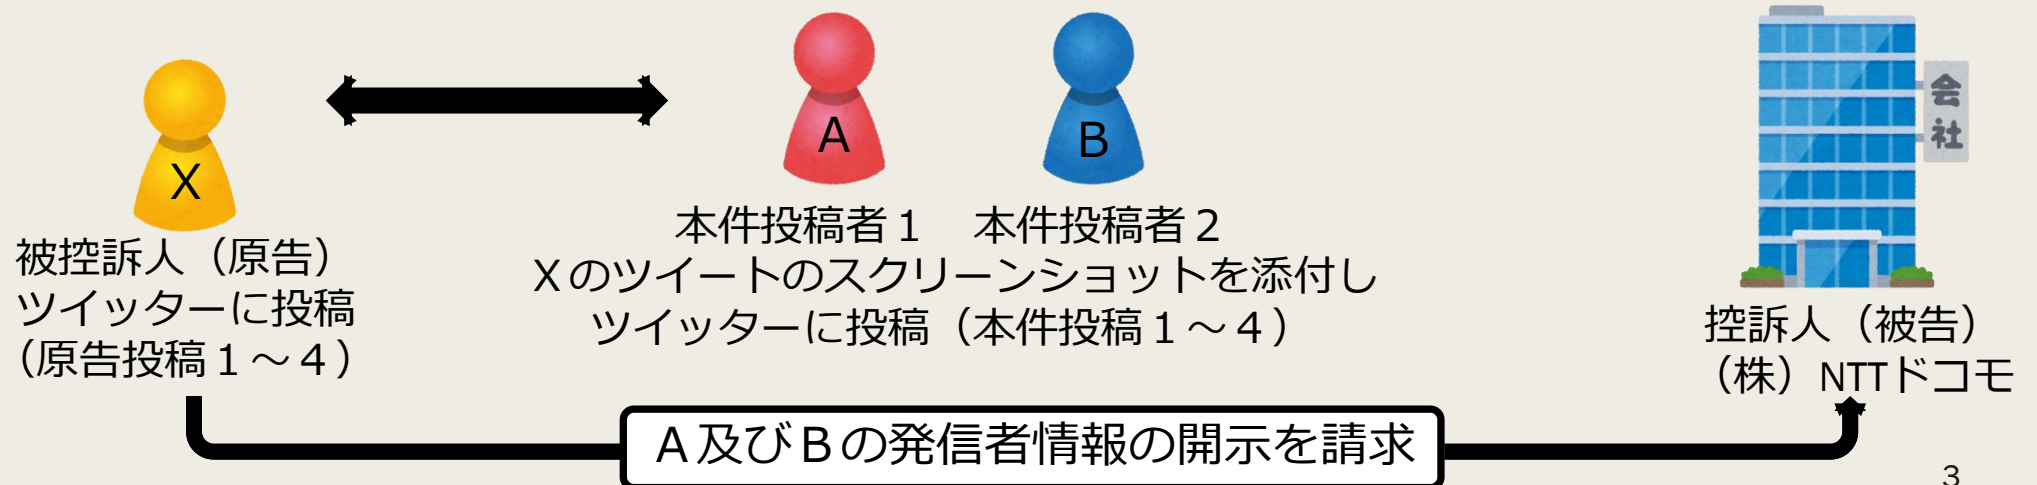 X
A
B
会社
被控訴人（原告）
ツイッターに投稿
（原告投稿１～４）
本件投稿者１　本件投稿者２
Ｘのツイートのスクリーンショットを添付し
ツイッターに投稿（本件投稿１～４）
控訴人（被告）
（株）NTTドコモ
Ａ及びＢの発信者情報の開示を請求
3